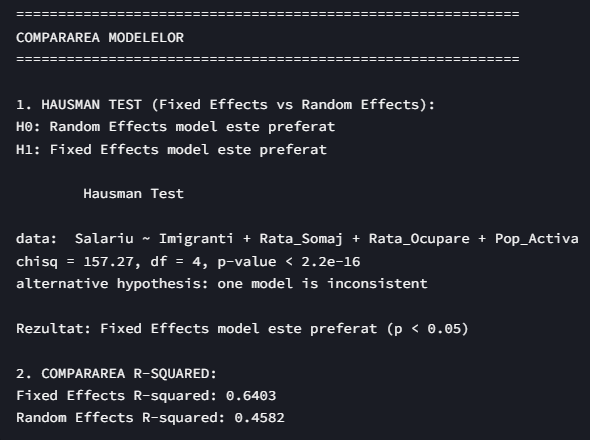 ============================================================
COMPARAREA MODELELOR
============================================================
1. HAUSMAN TEST (Fixed Effects vs Random Effects):
H0: Random Effects model este preferat
H1: Fixed Effects model este preferat
Hausman Test
data:  Salariu ~ Imigranti + Rata_Somaj + Rata_Ocupare + Pop_Activa
chisq = 157.27, df = 4, p-value < 2.2e-16
alternative hypothesis: one model is inconsistent
Rezultat: Fixed Effects model este preferat (p < 0.05)
2. COMPARAREA R-SQUARED:
Fixed Effects R-squared: 0.6403
Random Effects R-squared: 0.4582